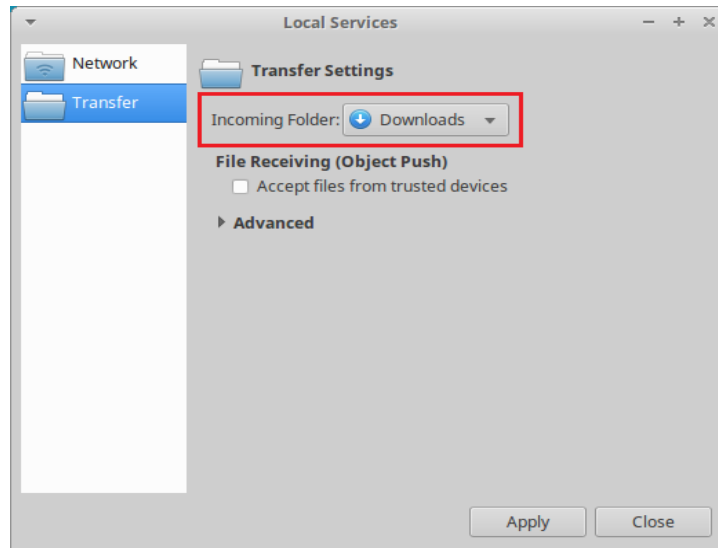 Local Services
Network
Transfer
Transfer Settings
Incoming Folder: Downloads
File Receiving (Object Push)
Accept files from trusted devices
Advanced
Apply
Close